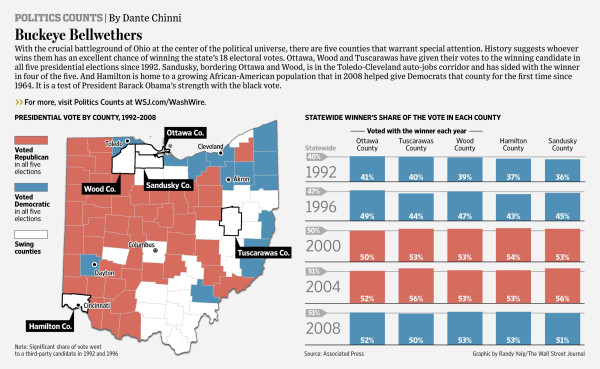 POLITICS COUNTS | By Dante Chinni
Buckeye Bellwethers
With the crucial battleground of Ohio at the center of the political universe, there are five counties that warrant special attention. History suggests whoever
wins them has an excellent chance of winning the state's 18 electoral votes. Ottawa, Wood and Tuscarawas have given their votes to the winning candidate in
all five presidential elections since 1992. Sandusky, bordering Ottawa and Wood, is in the Toledo-Cleveland auto-jobs corridor and has sided with the winner
in four of the five. And Hamilton is home to a growing African-American population that in 2008 helped give Democrats that county for the first time since
1964. It is a test of President Barack Obama's strength with the black vote.
>> For more, visit Politics Counts at WSJ.com/WashWire.
PRESIDENTIAL VOTE BY COUNTY, 1992-2008
Voted
Republican
in all five
elections
Voted
Democratic
in all five
elections
Swing
counties
Ottawa Co.
Toledo
Cleveland
Akron
Wood Co.
Sandusky Co.
Columbus
Tuscarawas Co.
Dayton
Cincinnati
Hamilton Co.
Note: Significant share of vote went
to a third-party candidate in 1992 and 1996
STATEWIDE WINNER'S SHARE OF THE VOTE IN EACH COUNTY
Voted with the winner each year
Statewide
Ottawa County
Tuscarawas County
Wood County
Hamilton County
Sandusky County
40%
1992 41% 40% 39% 37% 36%
47%
1996 49% 44% 47% 43% 45%
50%
2000 50% 53% 53% 54% 53%
51%
2004 52% 56% 53% 53% 56%
51%
2008 52% 50% 53% 53% 51%
Source: Associated Press
Graphic by Randy Yeip/The Wall Street Journal